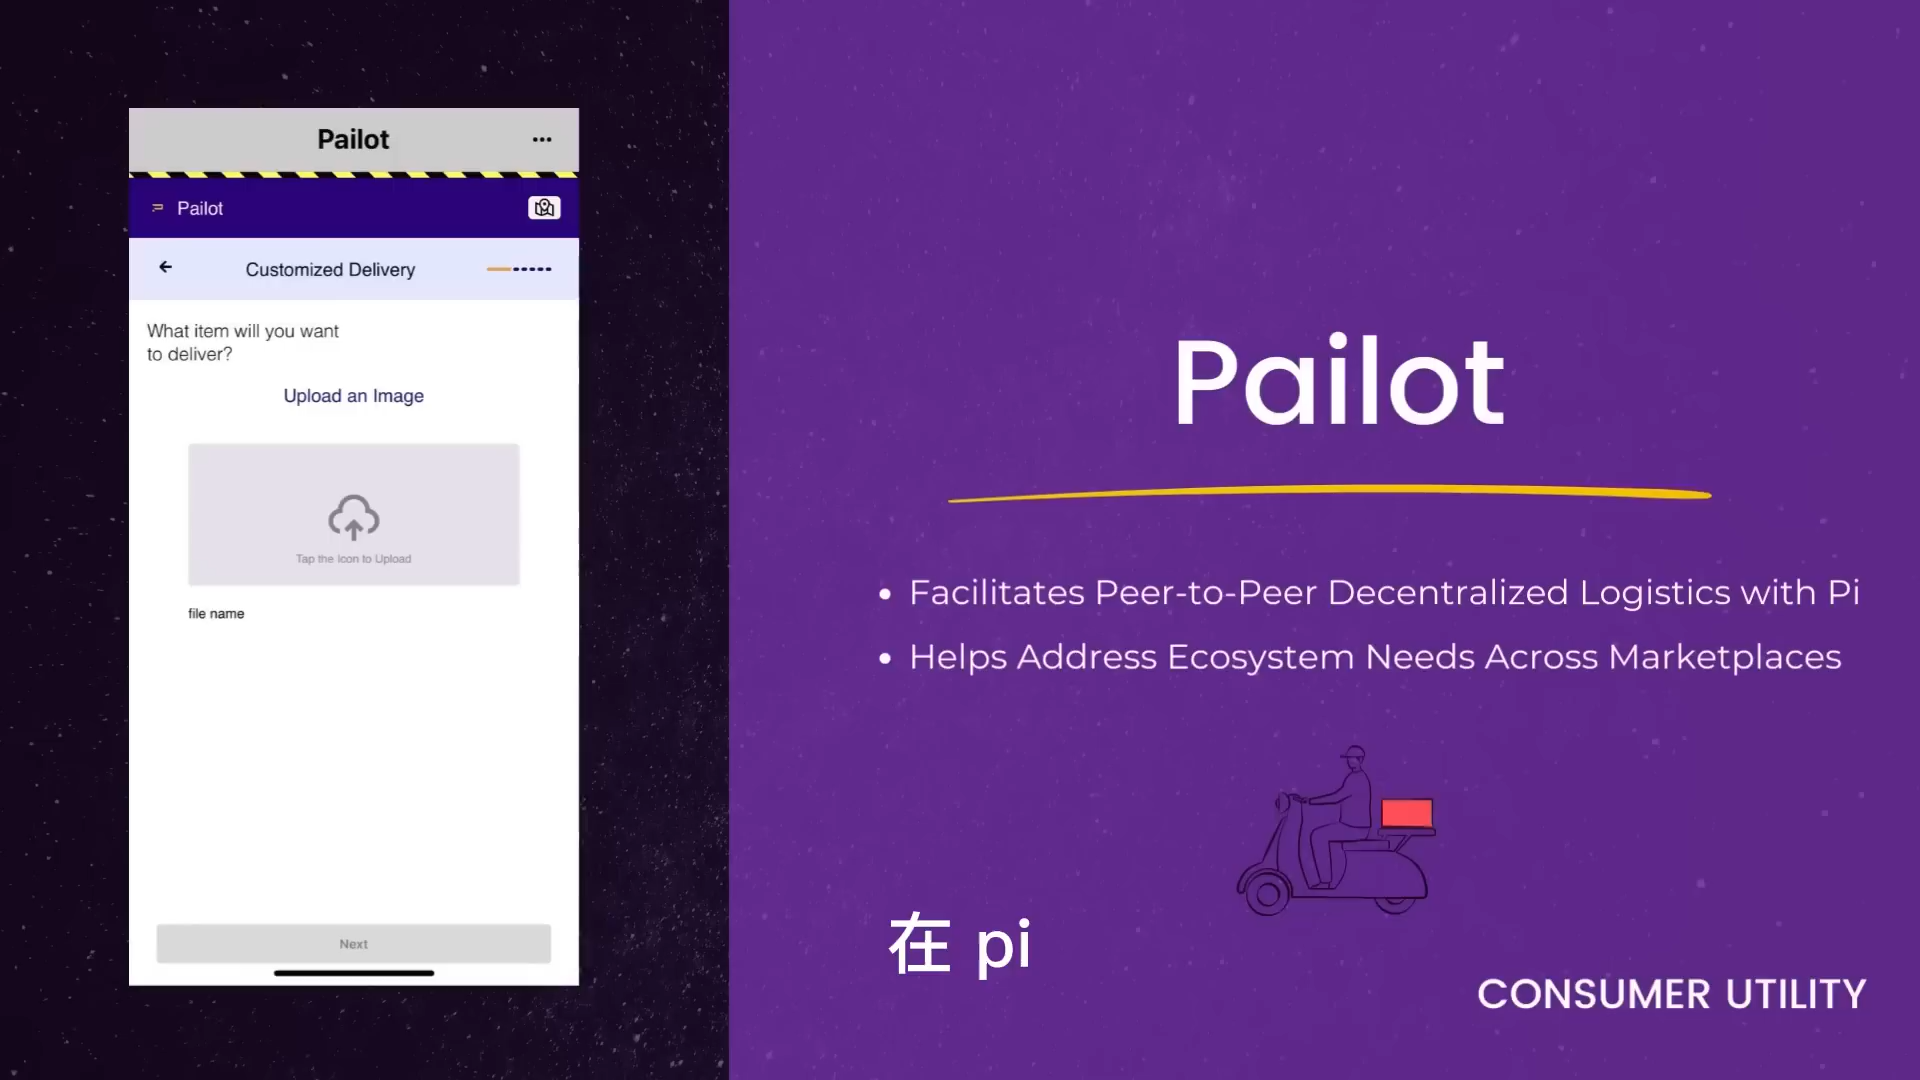 Pailot
Pailot
Customized Delivery
What item will you want
to deliver?
Upload an Image
Tap the Icon to Upload
file name
Next
Pailot
• Facilitates Peer-to-Peer Decentralized Logistics with Pi
• Helps Address Ecosystem Needs Across Marketplaces
在 pi
CONSUMER UTILITY